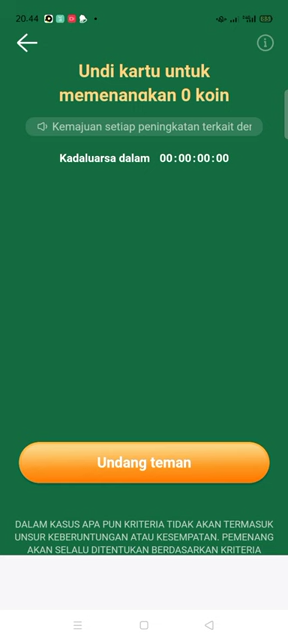 20.44
Undi kartu untuk
memenangkan 0 koin
Kemajuan setiap peningkatan terkait der
Kadaluarsa dalam 00:00:00:00
Undang teman
DALAM KASUS APA PUN KRITERIA TIDAK AKAN TERMASUK
UNSUR KEBERUNTUNGAN ATAU KESEMPATAN. PEMENANG
AKAN SELALU DITENTUKAN BERDASARKAN KRITERIA